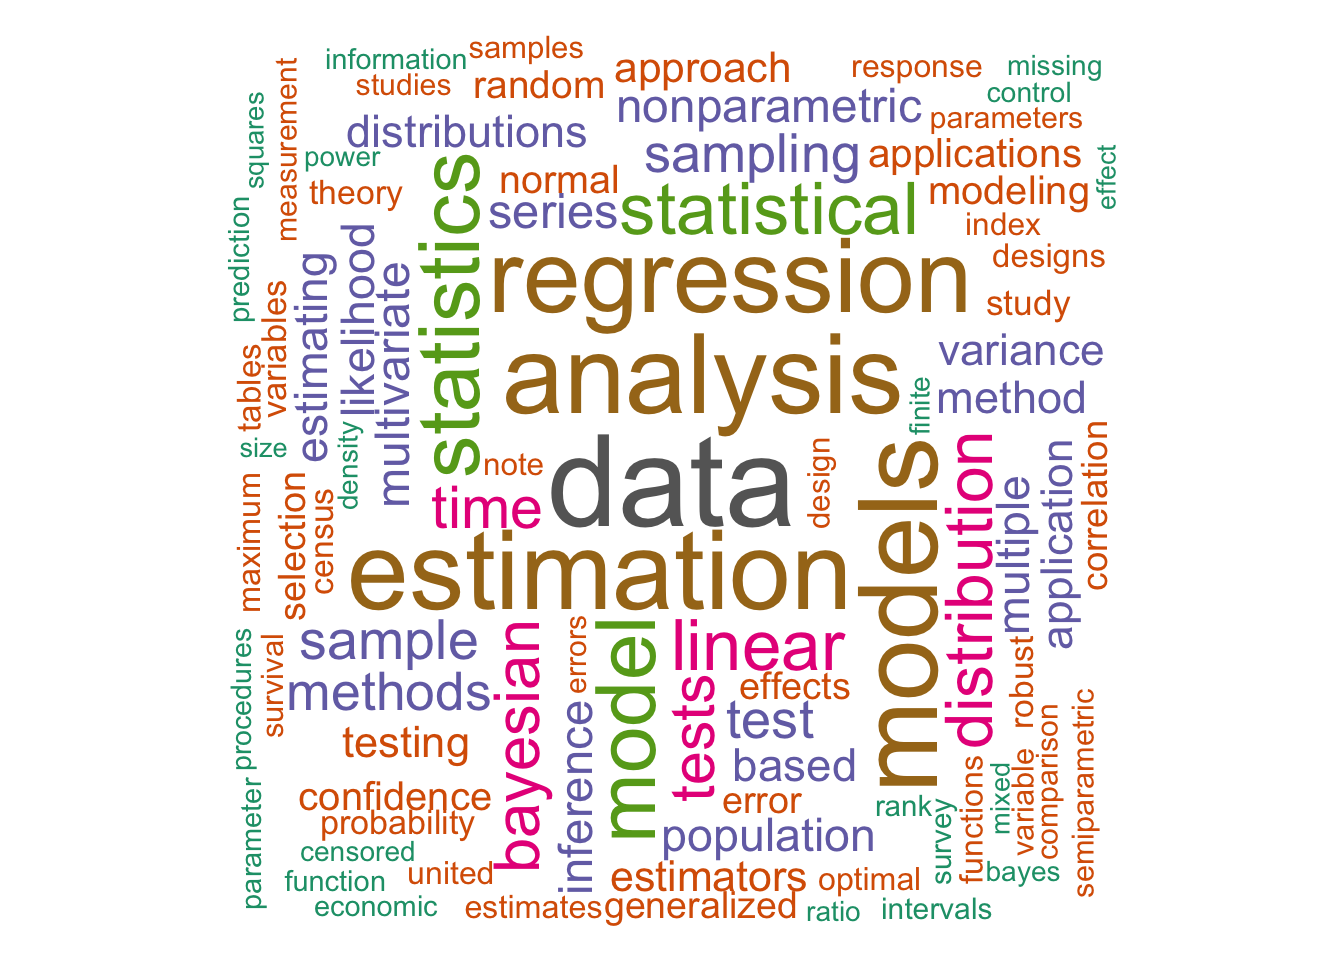 information
samples
studies
random
approach
response
missing
control
squares
measurement
distributions
nonparametric
parameters
power
theory
normal
sampling
applications
effect
prediction
series
statistical
modeling
index
designs
variables
estimating
likelihood
multivariate
statistics
regression
study
tables
analysis
variance
finite
method
size
density
note
data
design
models
distribution
multiple
application
correlation
maximum
selection
census
time
estimation
procedures
survival
sample
methods
bayesian
errors
model
linear
tests
effects
test
robust
semiparametric
testing
inference
based
confidence
probability
error
rank
survey
functions
mixed
variable
comparison
parameter
censored
population
function
united
estimators
optimal
bayes
economic
estimates
generalized
ratio
intervals